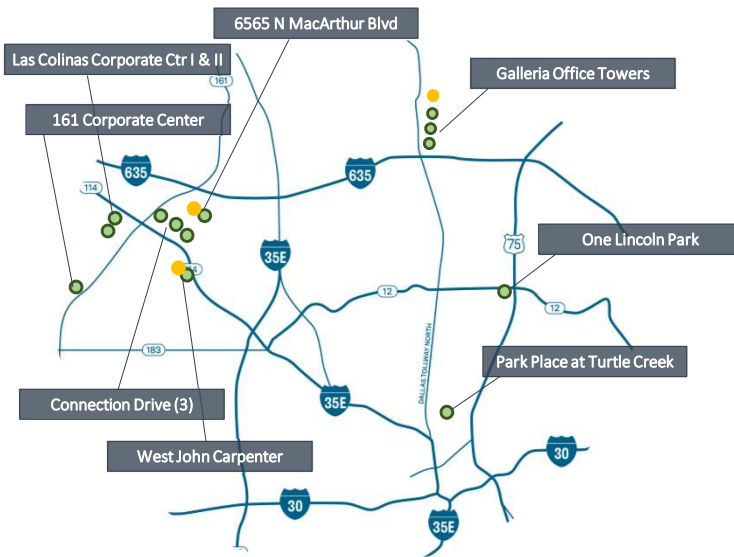 6565 N MacArthur Blvd
Las Colinas Corporate Ctr I & II
Galleria Office Towers
161
161 Corporate Center
635
635
114
75
One Lincoln Park
35E
12
12
183
DALLAS TOLLWAY NORTH
Park Place at Turtle Creek
35E
Connection Drive (3)
West John Carpenter
30
30
35E